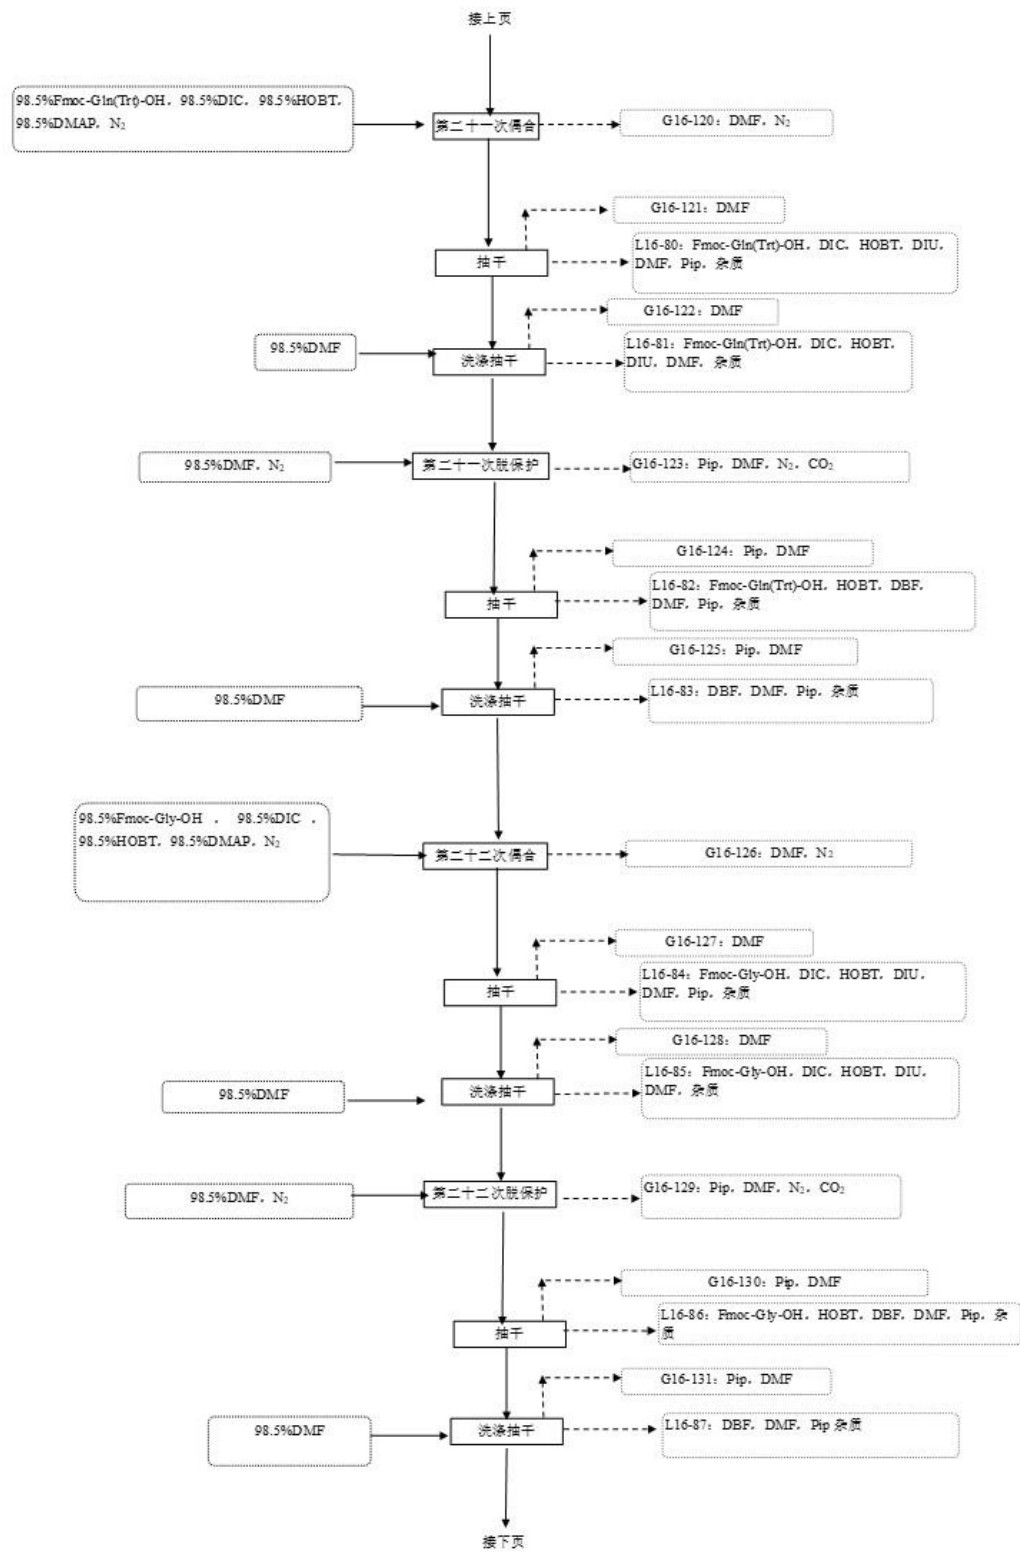 接上页
98.5%Fmoc-Gln(Trt)-OH，98.5%DIC，98.5%HOBT，
98.5%DMAP，N₂
第二十一次偶合
G16-120：DMF，N₂
G16-121：DMF
抽干
L16-80：Fmoc-Gln(Trt)-OH，DIC，HOBT，DIU，
DMF，Pip，杂质
G16-122：DMF
98.5%DMF
洗涤抽干
L16-81：Fmoc-Gln(Trt)-OH，DIC，HOBT，
DIU，DMF，杂质
98.5%DMF，N₂
第二十一次脱保护
G16-123：Pip，DMF，N₂，CO₂
G16-124：Pip，DMF
抽干
L16-82：Fmoc-Gln(Trt)-OH，HOBT，DBF，
DMF，Pip，杂质
G16-125：Pip，DMF
98.5%DMF
洗涤抽干
L16-83：DBF，DMF，Pip，杂质
98.5%Fmoc-Gly-OH ， 98.5%DIC ，
98.5%HOBT，98.5%DMAP，N₂
第二十二次偶合
G16-126：DMF，N₂
G16-127：DMF
抽干
L16-84：Fmoc-Gly-OH，DIC，HOBT，DIU，
DMF，Pip，杂质
G16-128：DMF
98.5%DMF
洗涤抽干
L16-85：Fmoc-Gly-OH，DIC，HOBT，DIU，
DMF，杂质
98.5%DMF，N₂
第二十二次脱保护
G16-129：Pip，DMF，N₂，CO₂
G16-130：Pip，DMF
抽干
L16-86：Fmoc-Gly-OH，HOBT，DBF，DMF，Pip，杂
质
G16-131：Pip，DMF
98.5%DMF
洗涤抽干
L16-87：DBF，DMF，Pip 杂质
接下页